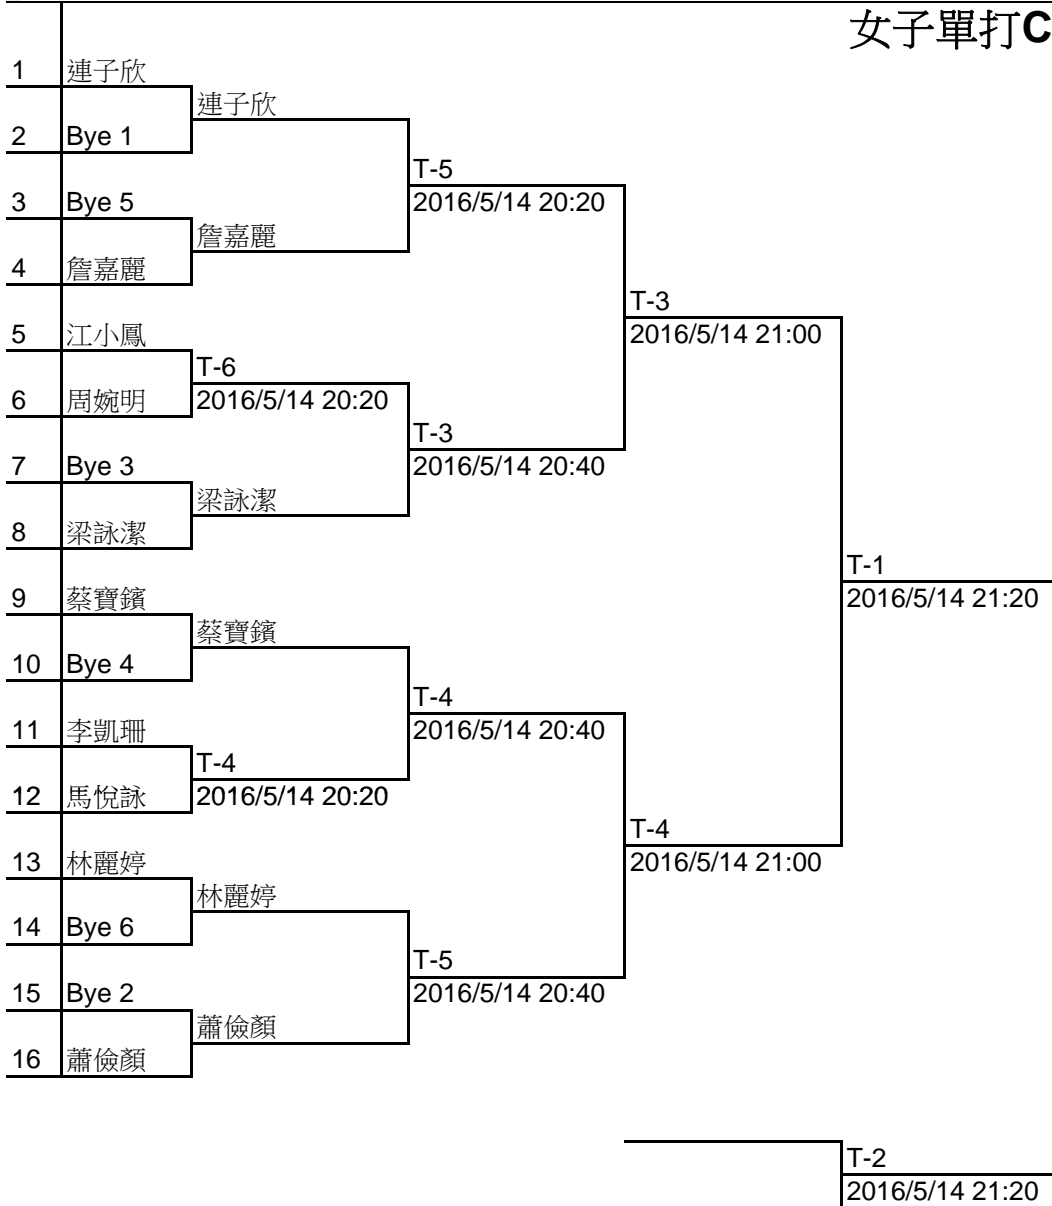 女子單打C
1 連子欣
連子欣
2 Bye 1
T-5
2016/5/14 20:20
3 Bye 5
詹嘉麗
4 詹嘉麗
T-3
2016/5/14 21:00
5 江小鳳
T-6
2016/5/14 20:20
6 周婉明
T-3
2016/5/14 20:40
7 Bye 3
梁詠潔
8 梁詠潔
T-1
2016/5/14 21:20
9 蔡寶鑌
蔡寶鑌
10 Bye 4
T-4
2016/5/14 20:40
11 李凱珊
T-4
2016/5/14 20:20
12 馬悅詠
T-4
2016/5/14 21:00
13 林麗婷
林麗婷
14 Bye 6
T-5
2016/5/14 20:40
15 Bye 2
蕭儉顏
16 蕭儉顏
T-2
2016/5/14 21:20